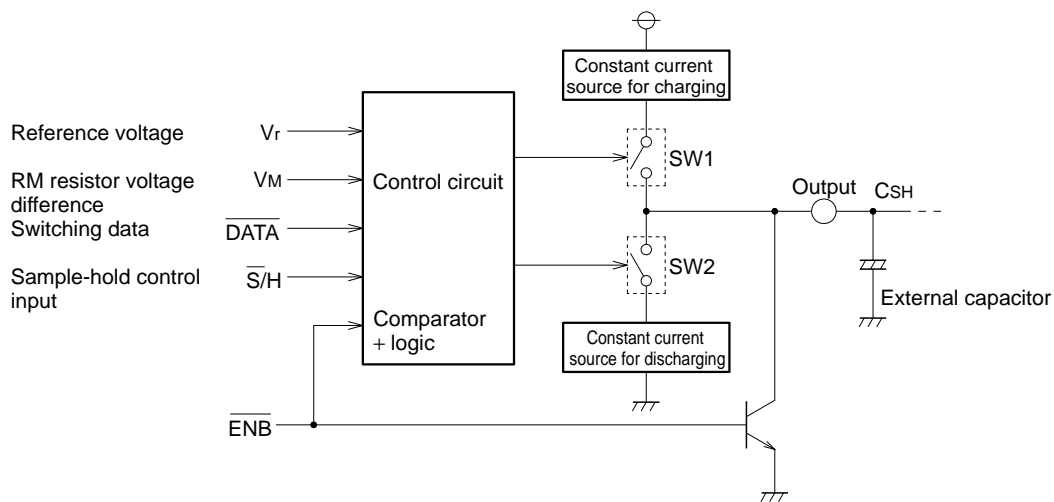 Constant current
source for charging
Reference voltage
Vr
SW1
RM resistor voltage
difference
VM
Control circuit
Output
CSH
Switching data
DATA
SW2
Sample-hold control
input
S/H
External capacitor
Comparator
+ logic
Constant current
source for discharging
ENB